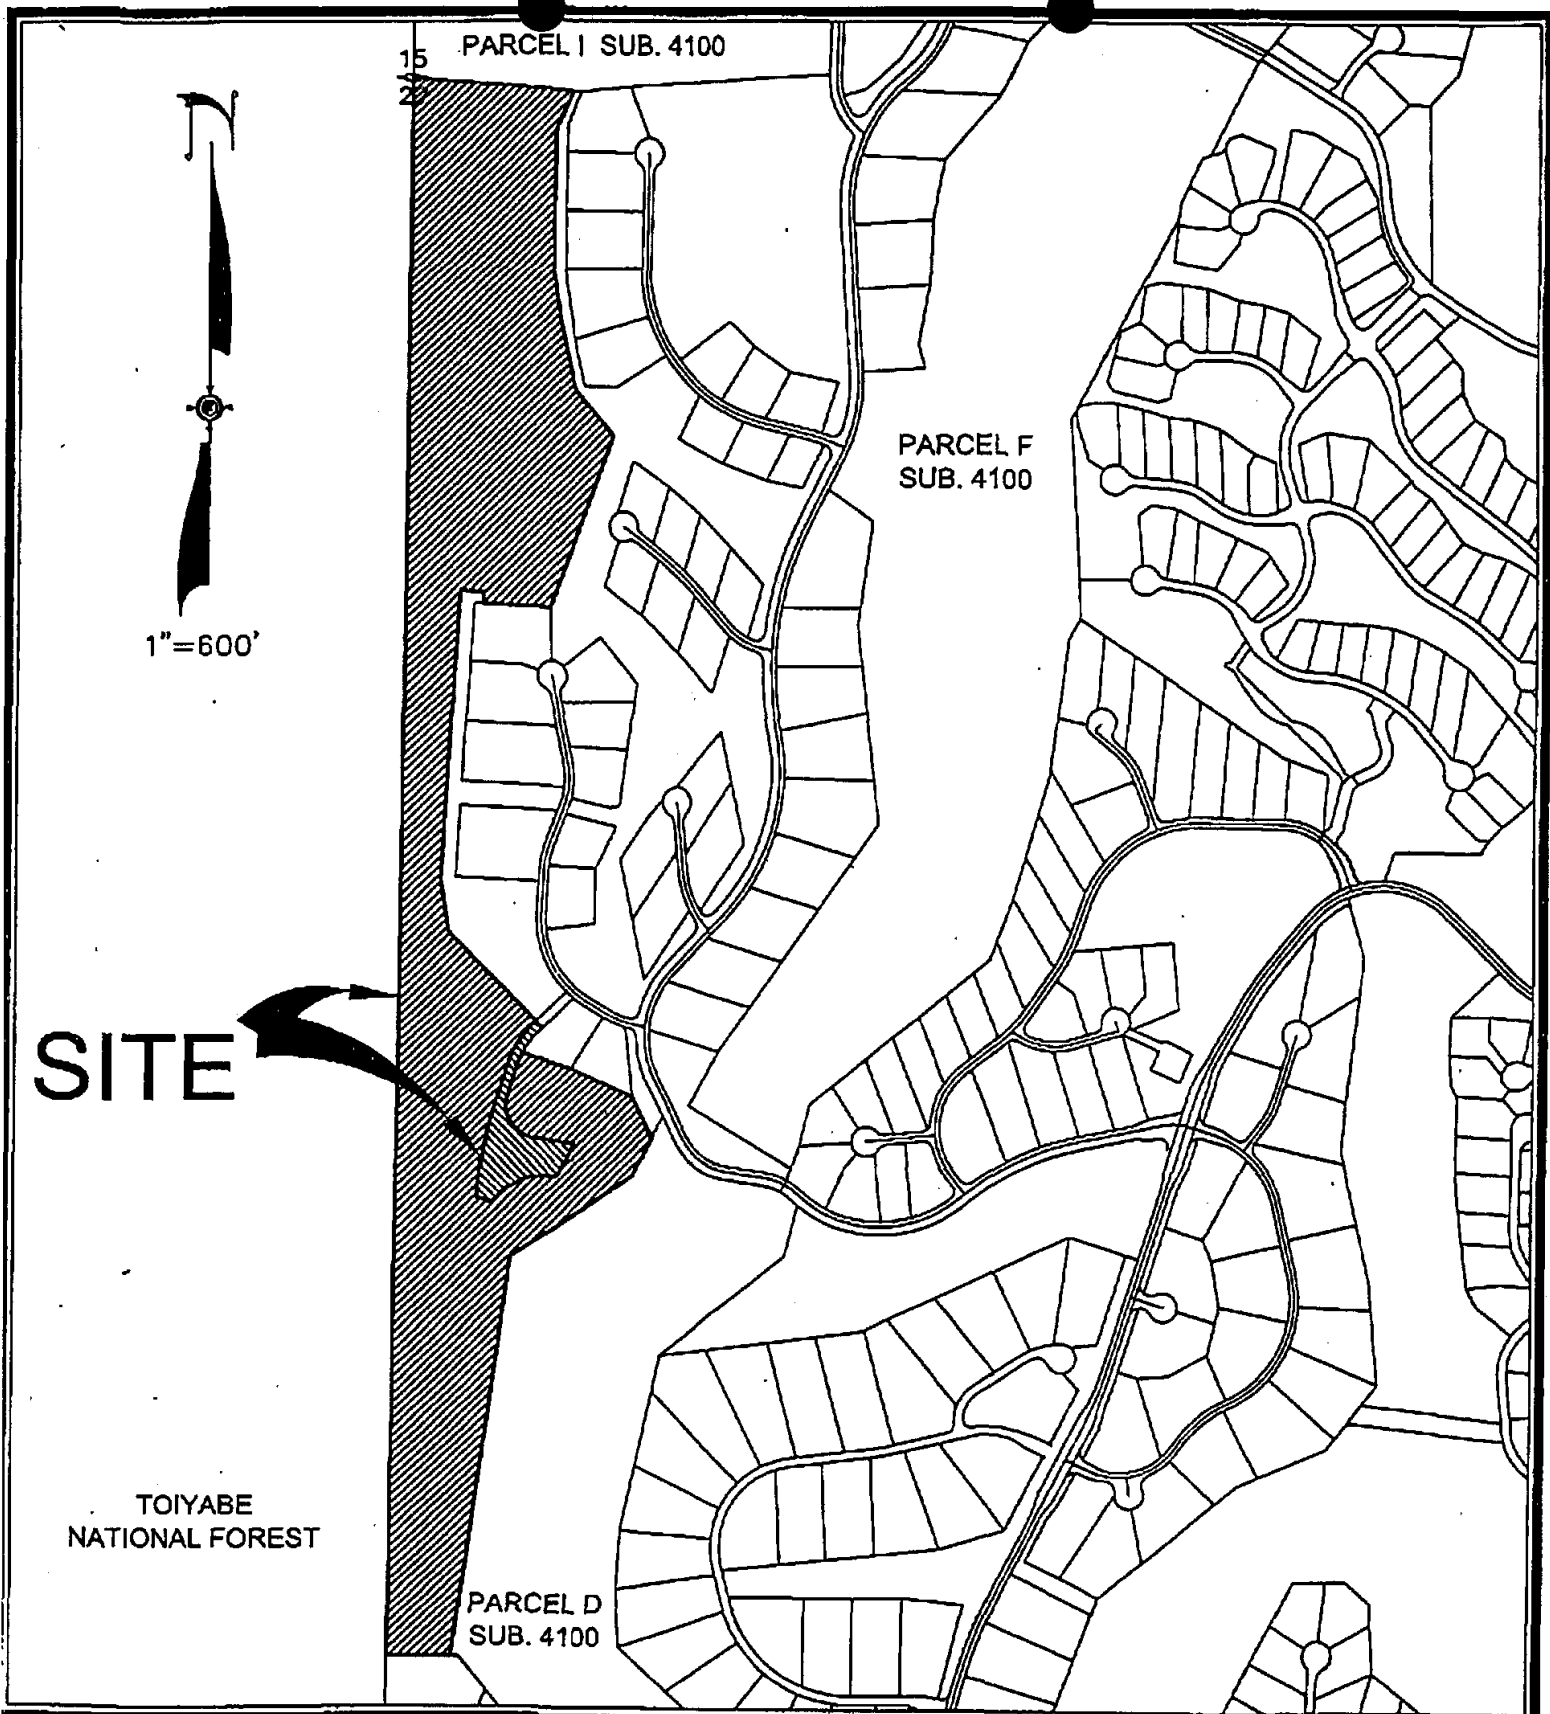 PARCEL I SUB. 4100
15
22
N
1"=600'
PARCEL F
SUB. 4100
SITE
TOIYABE
NATIONAL FOREST
PARCEL D
SUB. 4100